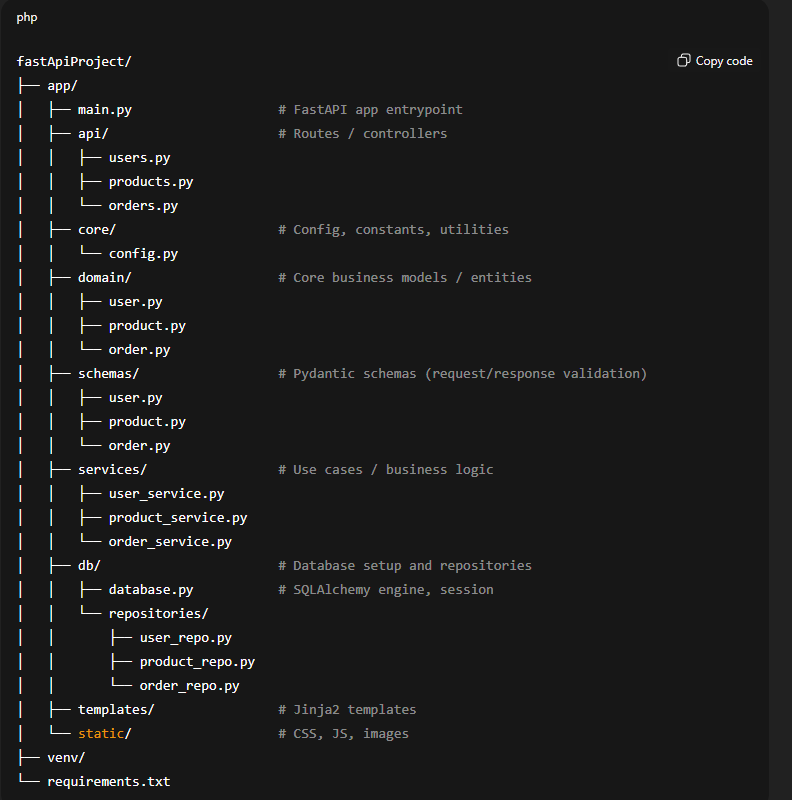 php
Copy code
fastApiProject/
├── app/
│   ├── main.py                   # FastAPI app entrypoint
│   ├── api/                      # Routes / controllers
│   │   ├── users.py
│   │   ├── products.py
│   │   └── orders.py
│   ├── core/                     # Config, constants, utilities
│   │   └── config.py
│   ├── domain/                   # Core business models / entities
│   │   ├── user.py
│   │   ├── product.py
│   │   └── order.py
│   ├── schemas/                  # Pydantic schemas (request/response validation)
│   │   ├── user.py
│   │   ├── product.py
│   │   └── order.py
│   ├── services/                 # Use cases / business logic
│   │   ├── user_service.py
│   │   ├── product_service.py
│   │   └── order_service.py
│   ├── db/                       # Database setup and repositories
│   │   ├── database.py           # SQLAlchemy engine, session
│   │   └── repositories/
│   │       ├── user_repo.py
│   │       ├── product_repo.py
│   │       └── order_repo.py
│   ├── templates/                # Jinja2 templates
│   └── static/                   # CSS, JS, images
├── venv/
└── requirements.txt